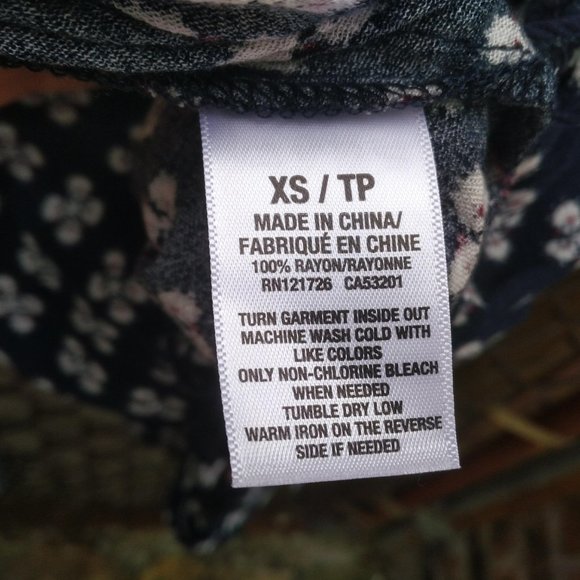 XS / TP
MADE IN CHINA/
FABRIQUÉ EN CHINE
100% RAYON/RAYONNE
RN121726 CA53201
TURN GARMENT INSIDE OUT
MACHINE WASH COLD WITH
LIKE COLORS
ONLY NON-CHLORINE BLEACH
WHEN NEEDED
TUMBLE DRY LOW
WARM IRON ON THE REVERSE
SIDE IF NEEDED